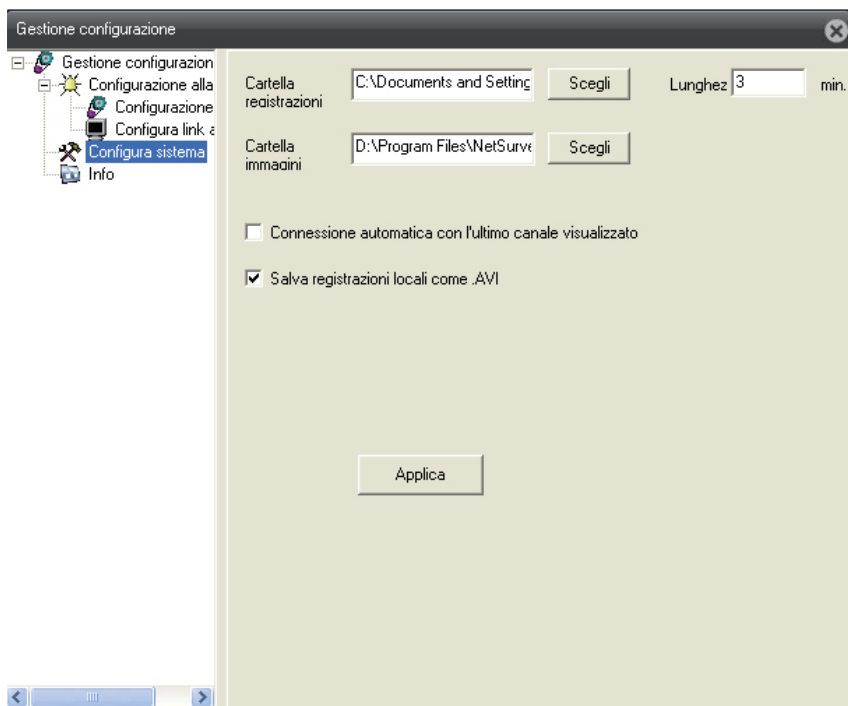 Gestione configurazione
Gestione configurazion
Configurazione alla
Configurazione
Configura link a
Configura sistema
Info
Cartella
registrazioni
C:\Documents and Setting
Scegli
Lunghez
3
min.
Cartella
immagini
D:\Program Files\NetSurve
Scegli
Connessione automatica con l'ultimo canale visualizzato
Salva registrazioni locali come .AVI
Applica